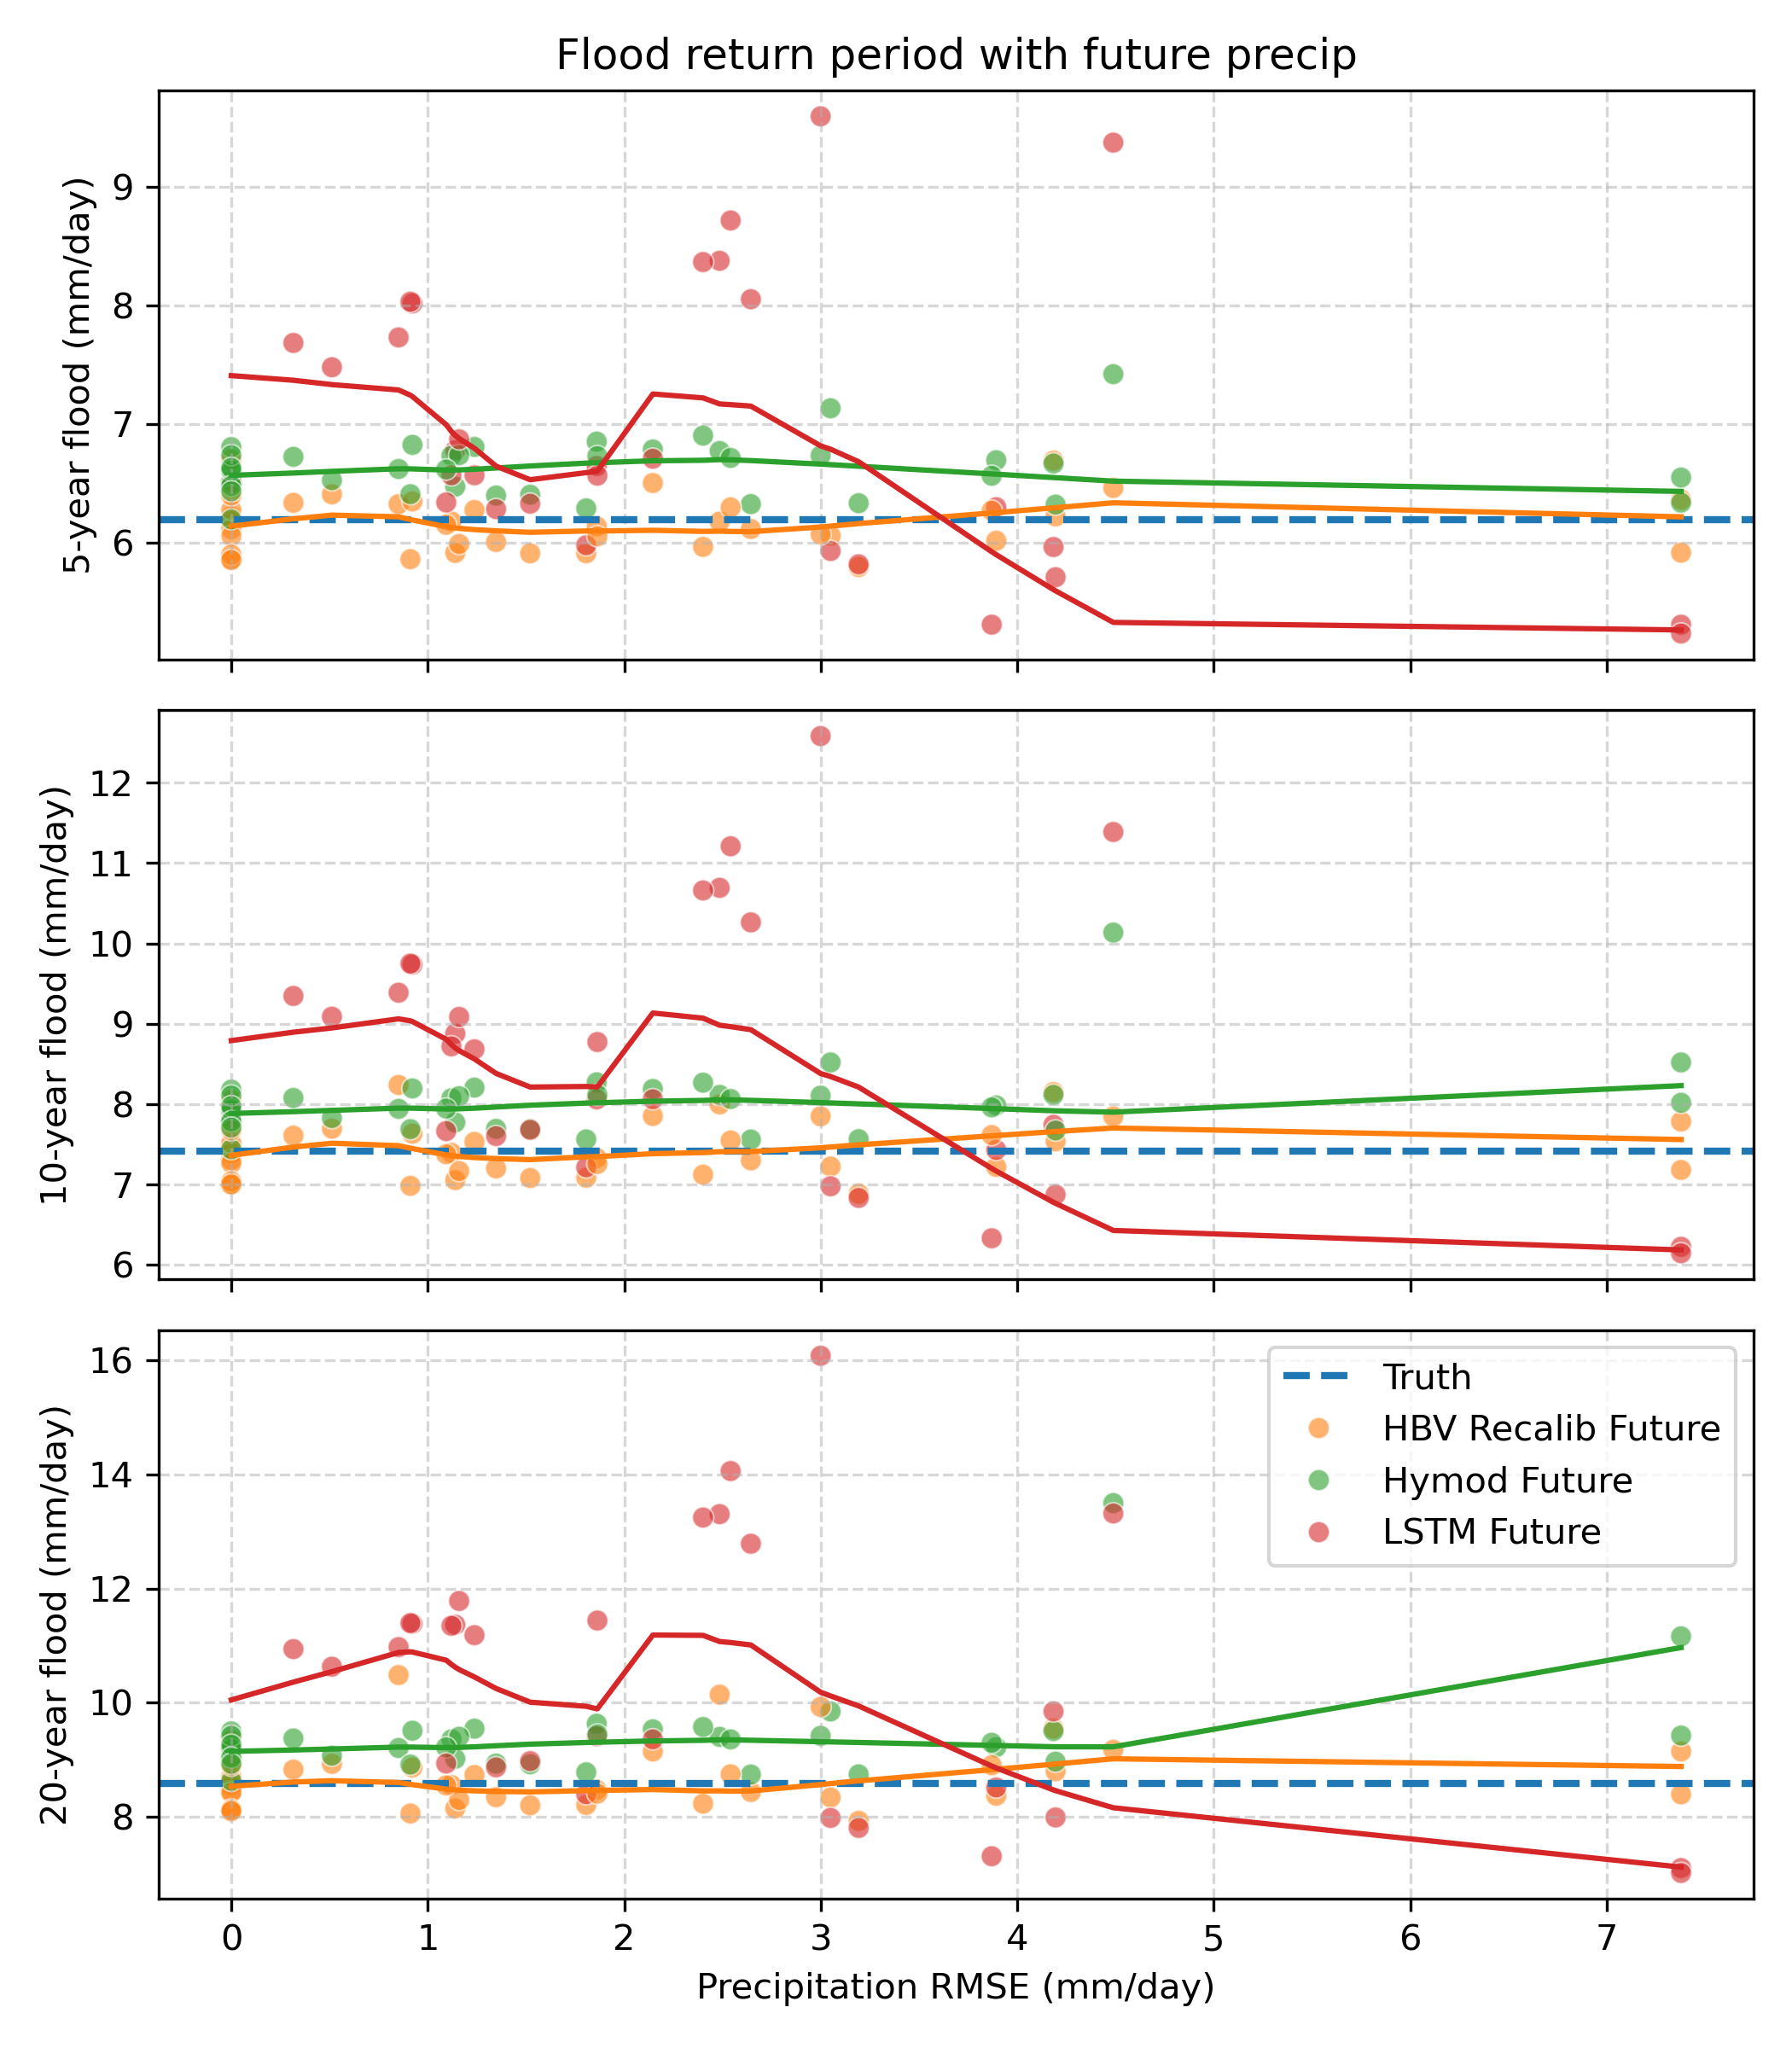 Flood return period with future precip
9
8
7
6
5-year flood (mm/day)
12
11
10
9
8
7
6
10-year flood (mm/day)
16
14
12
10
8
20-year flood (mm/day)
Truth
HBV Recalib Future
Hymod Future
LSTM Future
0 1 2 3 4 5 6 7
Precipitation RMSE (mm/day)